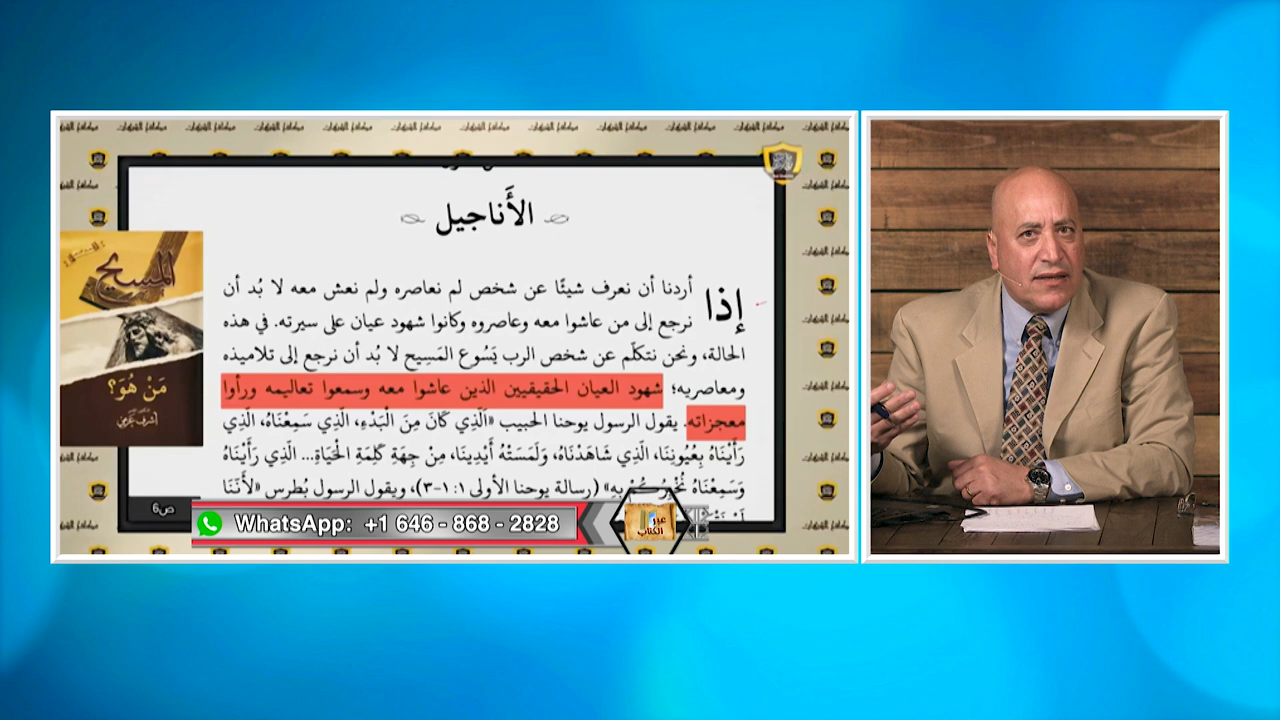 الأَناجيل
إذا أردنا أن نعرف شيئًا عن شخص لم نعاصره ولم نعش معه لا بُد أن
نرجع إلى من عاشوا معه وعاصروه وكانوا شهود عيان على سيرته. في هذه
الحالة، ونحن نتكلّم عن شخص الرب يَسُوع المَسِيح لا بُد أن نرجع إلى تلاميذه
ومعاصريه؛ شهود العيان الحقيقيين الذين عاشوا معه وسمعوا تعاليمه ورأوا
معجزاته. يقول الرسول يوحنا الحبيب «اَلَّذِي كَانَ مِنَ الْبَدْءِ، الَّذِي سَمِعْنَاهُ، الَّذِي
رَأَيْنَاهُ بِعُيُونِنَا، الَّذِي شَاهَدْنَاهُ، وَلَمَسَتْهُ أَيْدِينَا، مِنْ جِهَةِ كَلِمَةِ الْحَيَاةِ... الَّذِي رَأَيْنَاهُ
وَسَمِعْنَاهُ نُخْبِرُكُمْ بِهِ» (رسالة يوحنا الأولى ١: ١-٣)، ويقول الرسول بُطرس «لأَنَّنَا
المسيح
مَنْ هُوَ؟
أشرف عزمي
ص6
WhatsApp: +1 646 - 868 - 2828
عبر
الكتاب